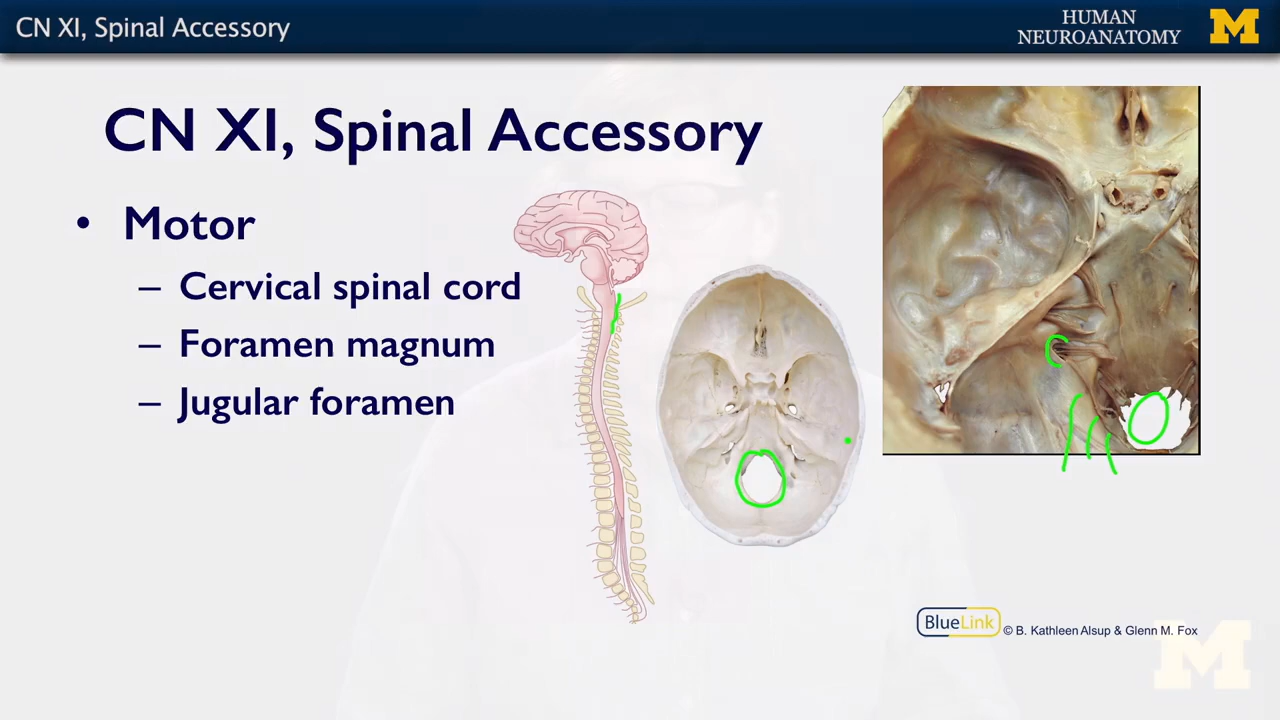 CN XI, Spinal Accessory
HUMAN
NEUROANATOMY
M
CN XI, Spinal Accessory
• Motor
– Cervical spinal cord
– Foramen magnum
– Jugular foramen
BlueLink © B. Kathleen Alsup & Glenn M. Fox
M